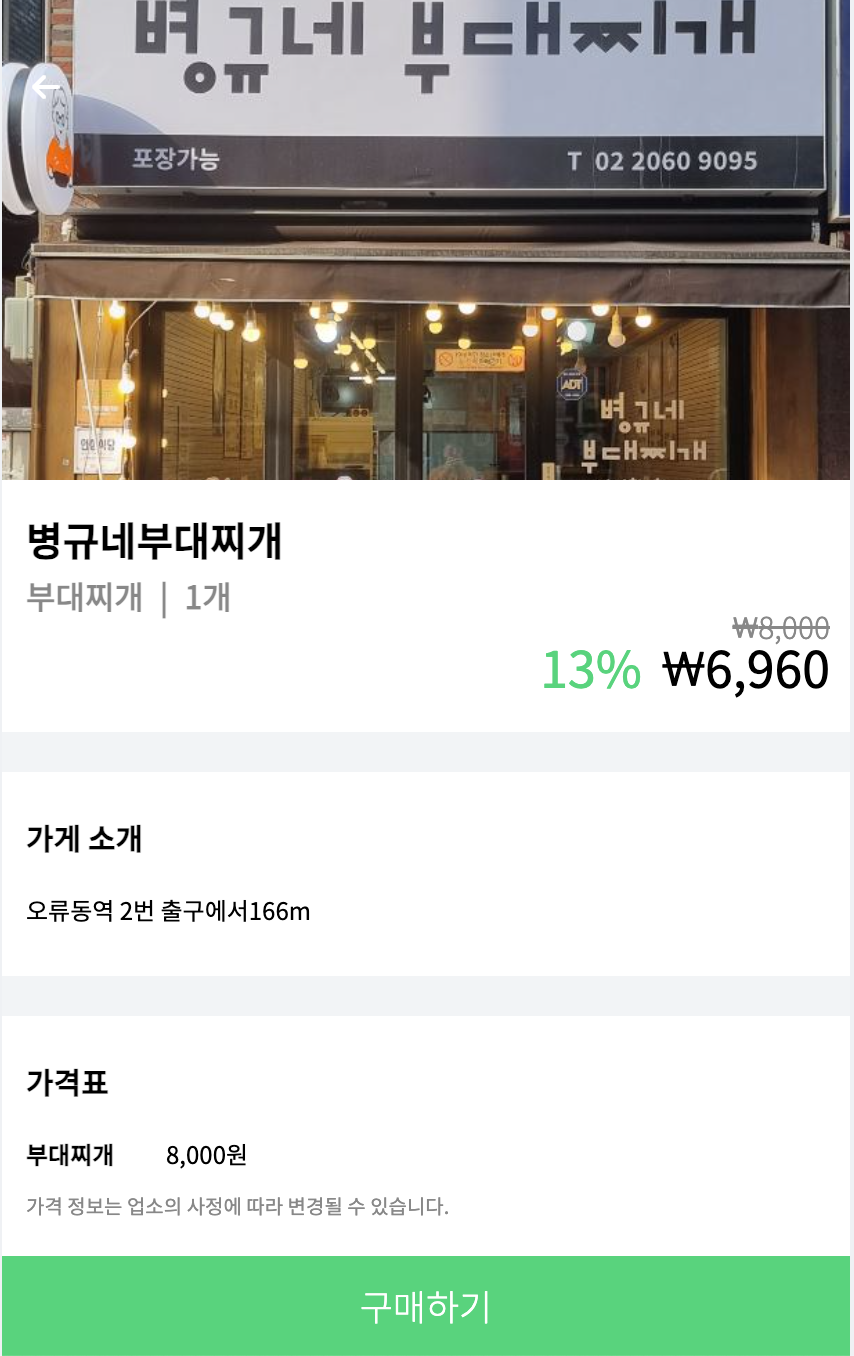 병규네 부대찌개
포장가능
T 02 2060 9095
ADT
안심식당
병규네
부대찌개
병규네부대찌개
부대찌개 | 1개
₩8,000
13% ₩6,960
가게 소개
오류동역 2번 출구에서166m
가격표
부대찌개 8,000원
가격 정보는 업소의 사정에 따라 변경될 수 있습니다.
구매하기